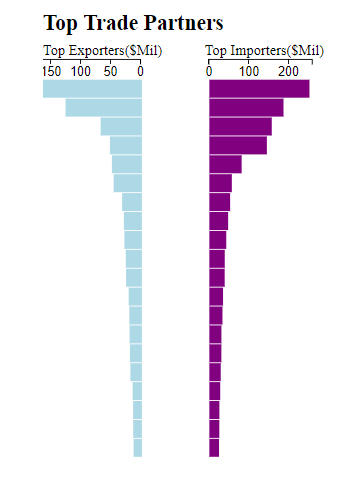 Top Trade Partners
Top Exporters($Mil) Top Importers($Mil)
150 100 50 0 0 100 200